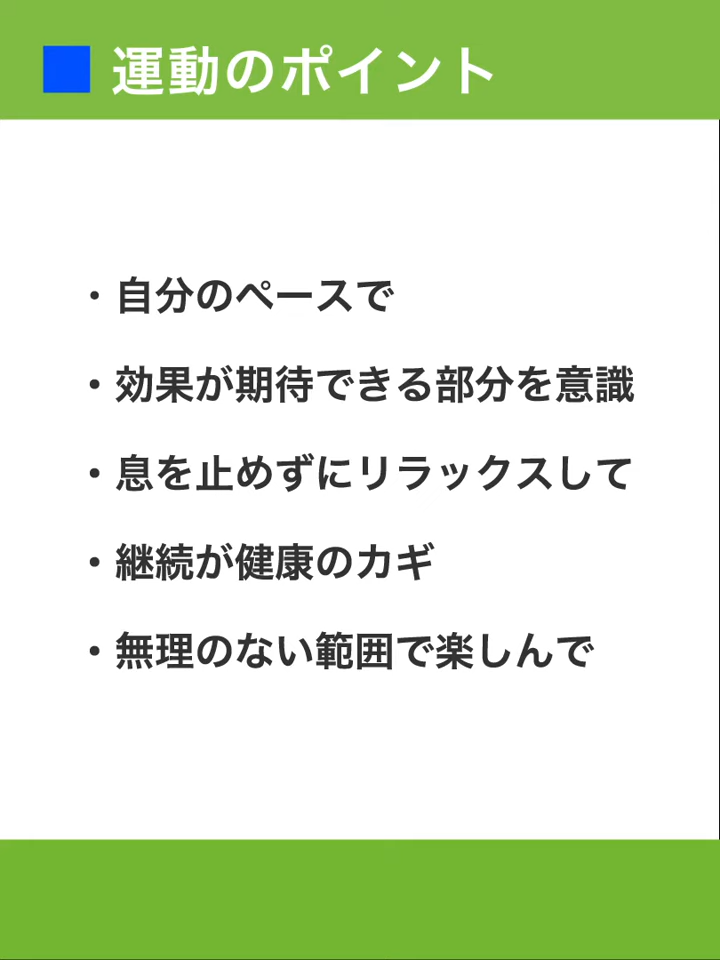 ■ 運動のポイント
・自分のペースで
・効果が期待できる部分を意識
・息を止めずにリラックスして
・継続が健康のカギ
・無理のない範囲で楽しんで